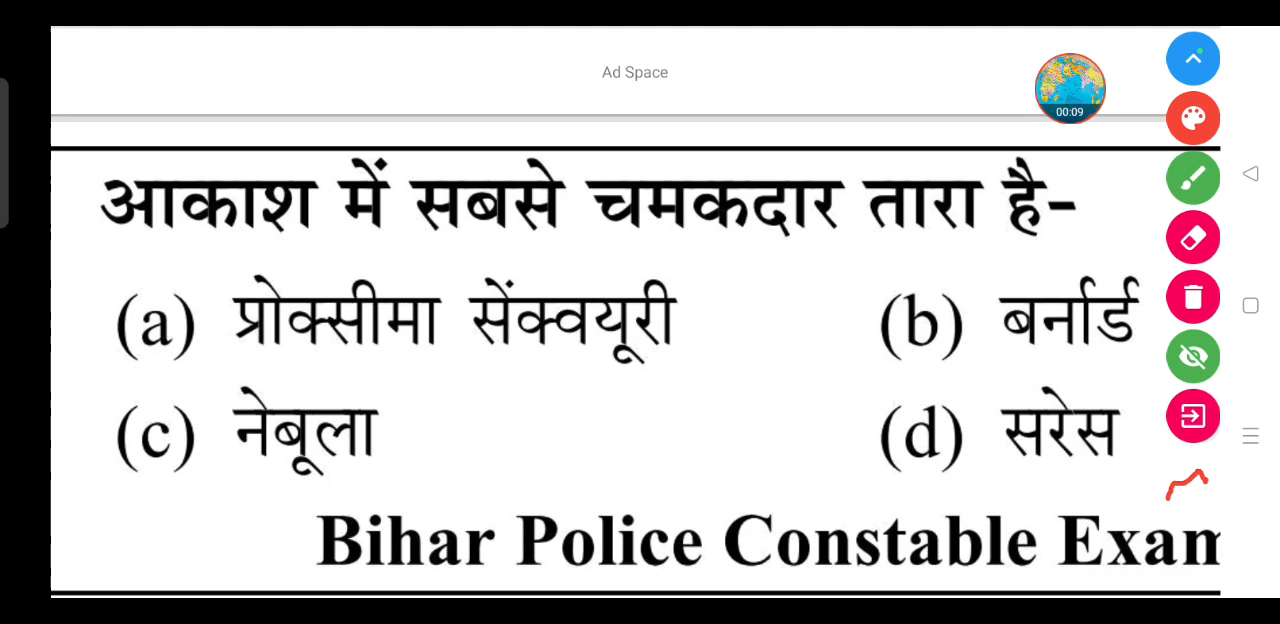 Ad Space
00:09
आकाश में सबसे चमकदार तारा है-
(a) प्रोक्सीमा सेंक्वयूरी (b) बर्नार्ड
(c) नेबूला (d) सरेस
Bihar Police Constable Exam